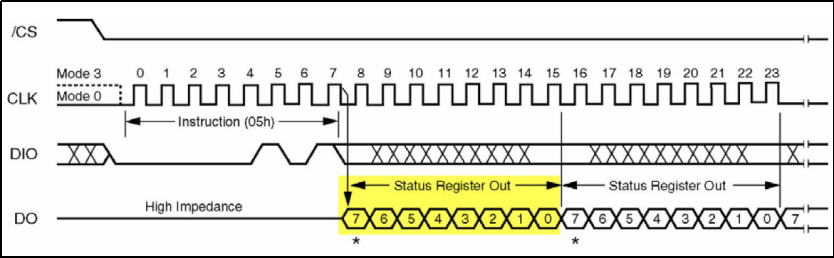 /CS
Mode 3 0 1 2 3 4 5 6 7 8 9 10 11 12 13 14 15 16 17 18 19 20 21 22 23
CLK Mode 0
Instruction (05h)
DIO
Status Register Out Status Register Out
High Impedance
DO 7 6 5 4 3 2 1 0 7 6 5 4 3 2 1 0 7
* *